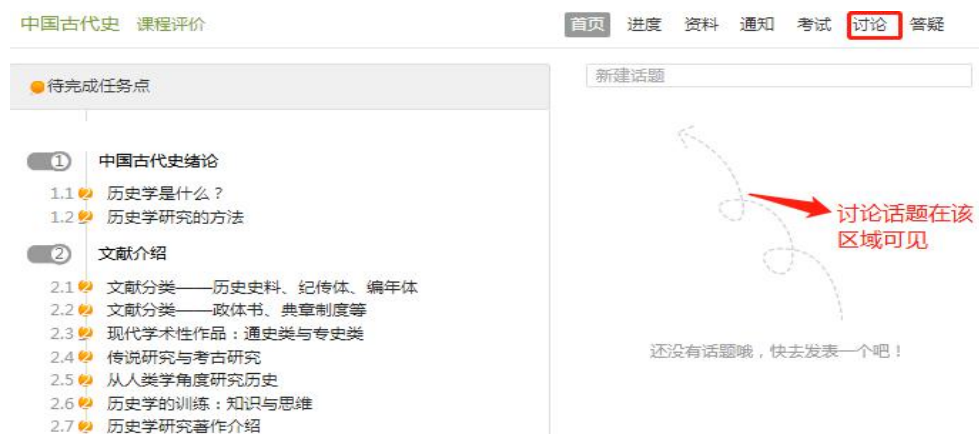 中国古代史 课程评价
首页 进度 资料 通知 考试 讨论 答疑
待完成任务点
1 中国古代史绪论
1.1 2 历史学是什么？
1.2 2 历史学研究的方法
2 文献介绍
2.1 2 文献分类——历史史料、纪传体、编年体
2.2 2 文献分类——政体书、典章制度等
2.3 2 现代学术性作品：通史类与专史类
2.4 2 传说研究与考古研究
2.5 2 从人类学角度研究历史
2.6 2 历史学的训练：知识与思维
2.7 2 历史学研究著作介绍
新建话题
讨论话题在该
区域可见
还没有话题哦，快去发表一个吧！